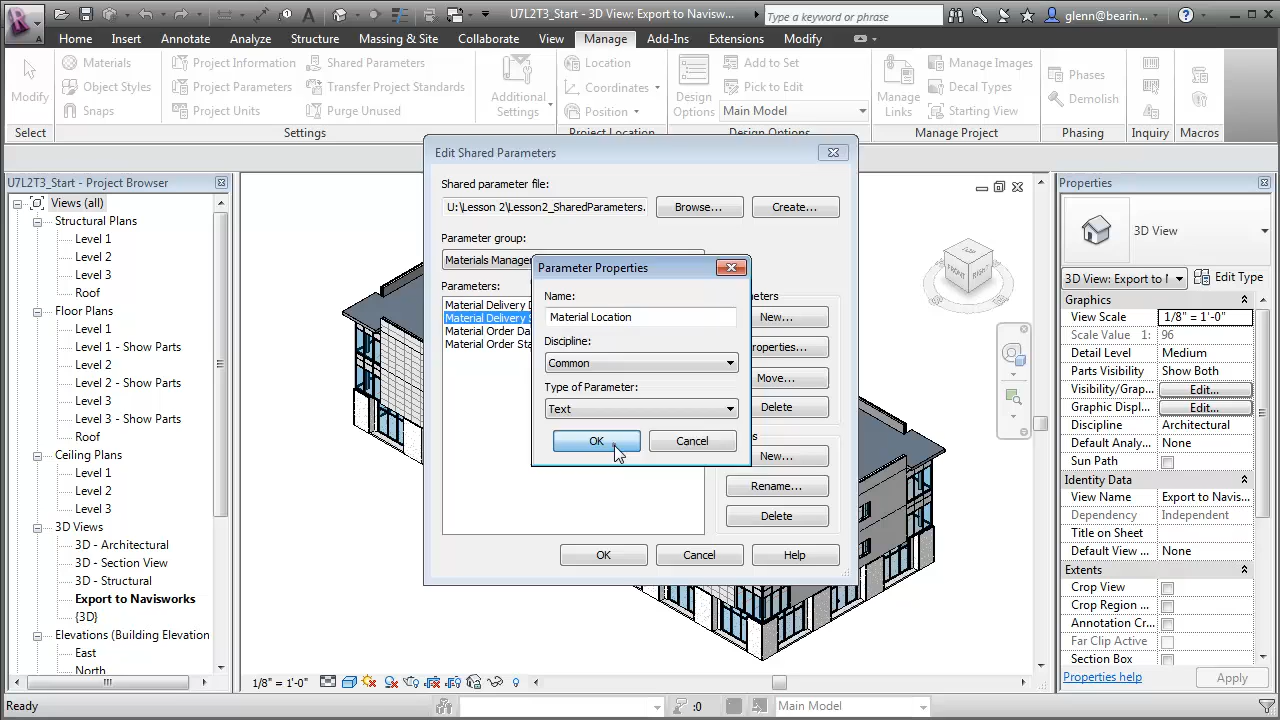 U7L2T3_Start - 3D View: Export to Navisw...
Type a keyword or phrase
glenn@bearin...
Home Insert Annotate Analyze Structure Massing & Site Collaborate View Manage Add-Ins Extensions Modify
Modify
Materials
Object Styles
Snaps
Project Information
Project Parameters
Project Units
Shared Parameters
Transfer Project Standards
Purge Unused
Additional
Settings
Location
Coordinates
Position
Design
Options
Add to Set
Pick to Edit
Main Model
Manage
Links
Manage Images
Decal Types
Starting View
Phases
Demolish
Select Settings Project Location Design Options Manage Project Phasing Inquiry Macros
U7L2T3_Start - Project Browser
Views (all)
Structural Plans
Level 1
Level 2
Level 3
Roof
Floor Plans
Level 1
Level 1 - Show Parts
Level 2
Level 2 - Show Parts
Level 3
Level 3 - Show Parts
Roof
Ceiling Plans
Level 1
Level 2
Level 3
3D Views
3D - Architectural
3D - Section View
3D - Structural
Export to Navisworks
{3D}
Elevations (Building Elevation
East
North
Edit Shared Parameters
Shared parameter file:
U:\Lesson 2\Lesson2_SharedParameters.
Browse...
Create...
Parameter group:
Materials Manager
Parameters:
Material Delivery D
Material Delivery S
Material Order Da
Material Order Sta
meters
New...
roperties...
Move...
Delete
s
New...
Rename...
Delete
OK
Cancel
Help
Parameter Properties
Name:
Material Location
Discipline:
Common
Type of Parameter:
Text
OK
Cancel
FRONT
RIGHT
Properties
3D View
3D View: Export to N
Edit Type
Graphics
View Scale 1/8" = 1'-0"
Scale Value 1: 96
Detail Level Medium
Parts Visibility Show Both
Visibility/Grap... Edit...
Graphic Displ... Edit...
Discipline Architectural
Default Analy... None
Sun Path
Identity Data
View Name Export to Navis...
Dependency Independent
Title on Sheet
Default View ... None
Extents
Crop View
Crop Region ...
Annotation Cr...
Far Clip Active
Section Box
Properties help
Apply
1/8" = 1'-0"
Ready
:0
Main Model